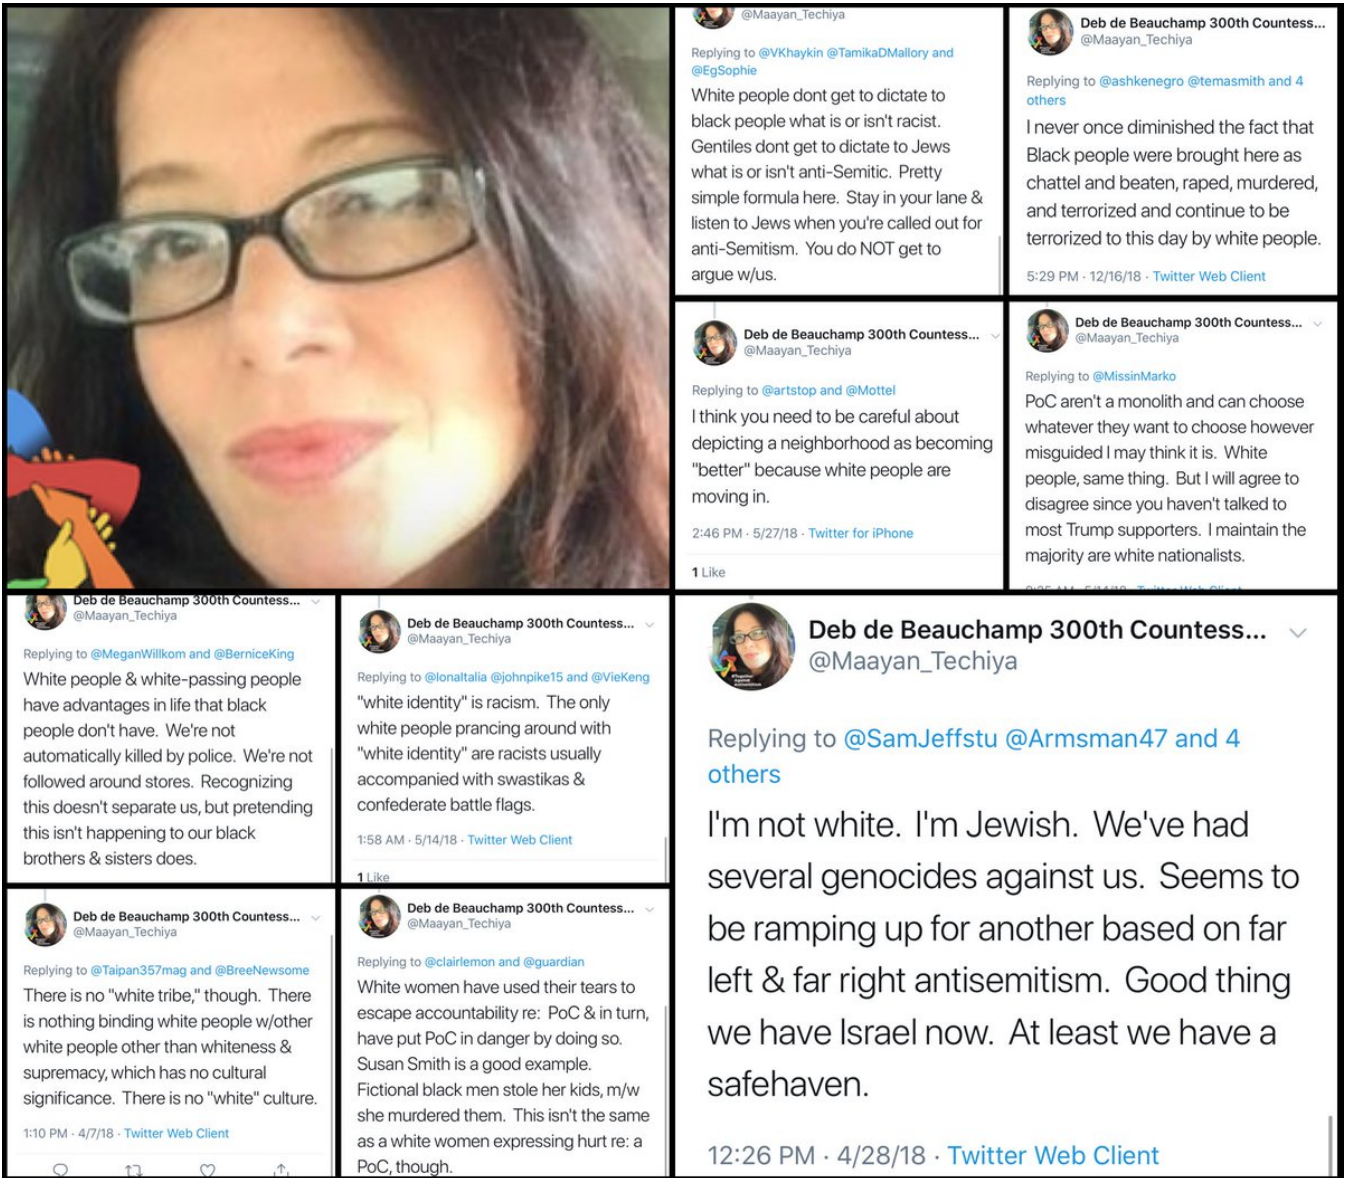 @Maayan_Techiya
Replying to @VKhaykin @TamikaDMallory and
@EgSophie
White people dont get to dictate to
black people what is or isn't racist.
Gentiles dont get to dictate to Jews
what is or isn't anti-Semitic. Pretty
simple formula here. Stay in your lane &
listen to Jews when you're called out for
anti-Semitism. You do NOT get to
argue w/us.
Deb de Beauchamp 300th Countess...
@Maayan_Techiya
Replying to @ashkenegro @temasmith and 4
others
I never once diminished the fact that
Black people were brought here as
chattel and beaten, raped, murdered,
and terrorized and continue to be
terrorized to this day by white people.
5:29 PM · 12/16/18 · Twitter Web Client
Deb de Beauchamp 300th Countess...
@Maayan_Techiya
Replying to @artstop and @Mottel
I think you need to be careful about
depicting a neighborhood as becoming
"better" because white people are
moving in.
2:46 PM · 5/27/18 · Twitter for iPhone
1 Like
Deb de Beauchamp 300th Countess...
@Maayan_Techiya
Replying to @MissinMarko
PoC aren't a monolith and can choose
whatever they want to choose however
misguided I may think it is. White
people, same thing. But I will agree to
disagree since you haven't talked to
most Trump supporters. I maintain the
majority are white nationalists.
Deb de Beauchamp 300th Countess...
@Maayan_Techiya
Replying to @MeganWillkom and @BerniceKing
White people & white-passing people
have advantages in life that black
people don't have. We're not
automatically killed by police. We're not
followed around stores. Recognizing
this doesn't separate us, but pretending
this isn't happening to our black
brothers & sisters does.
Deb de Beauchamp 300th Countess...
@Maayan_Techiya
Replying to @IonaItalia @johnpike15 and @VieKeng
"white identity" is racism. The only
white people prancing around with
"white identity" are racists usually
accompanied with swastikas &
confederate battle flags.
1:58 AM · 5/14/18 · Twitter Web Client
1 Like
Deb de Beauchamp 300th Countess...
@Maayan_Techiya
Replying to @SamJeffstu @Armsman47 and 4
others
I'm not white. I'm Jewish. We've had
several genocides against us. Seems to
be ramping up for another based on far
left & far right antisemitism. Good thing
we have Israel now. At least we have a
safehaven.
12:26 PM · 4/28/18 · Twitter Web Client
Deb de Beauchamp 300th Countess...
@Maayan_Techiya
Replying to @Taipan357mag and @BreeNewsome
There is no "white tribe," though. There
is nothing binding white people w/other
white people other than whiteness &
supremacy, which has no cultural
significance. There is no "white" culture.
1:10 PM · 4/7/18 · Twitter Web Client
Deb de Beauchamp 300th Countess...
@Maayan_Techiya
Replying to @clairlemon and @guardian
White women have used their tears to
escape accountability re: PoC & in turn,
have put PoC in danger by doing so.
Susan Smith is a good example.
Fictional black men stole her kids, m/w
she murdered them. This isn't the same
as a white women expressing hurt re: a
PoC, though.